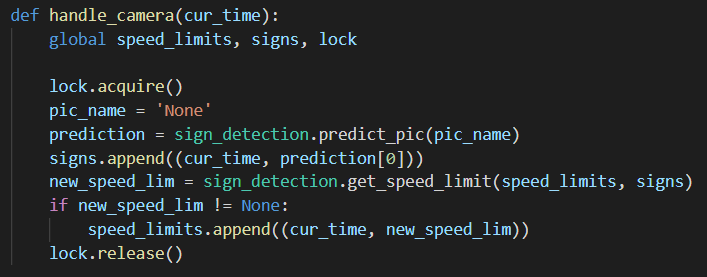 def handle_camera(cur_time):
    global speed_limits, signs, lock

    lock.acquire()
    pic_name = 'None'
    prediction = sign_detection.predict_pic(pic_name)
    signs.append((cur_time, prediction[0]))
    new_speed_lim = sign_detection.get_speed_limit(speed_limits, signs)
    if new_speed_lim != None:
        speed_limits.append((cur_time, new_speed_lim))
    lock.release()